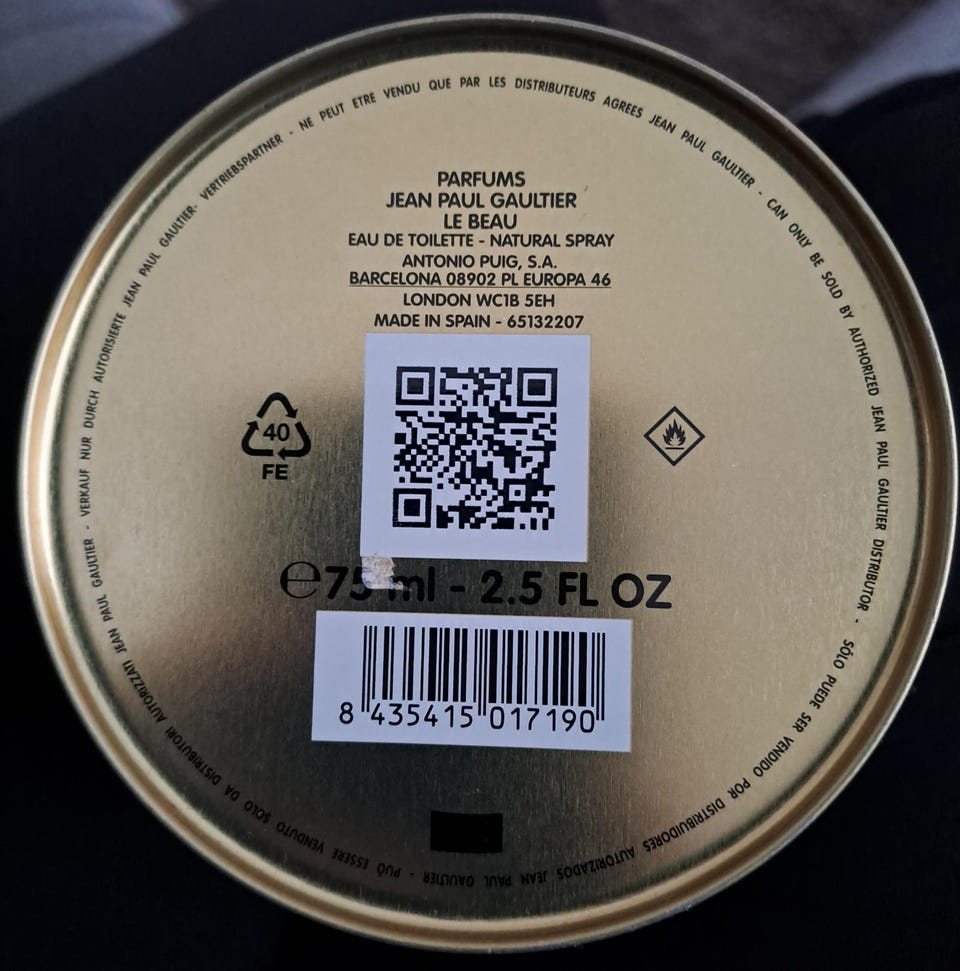 NE PEUT ETRE VENDU QUE PAR LES DISTRIBUTEURS AGREES JEAN PAUL GAULTIER - CAN ONLY BE SOLD BY AUTHORIZED JEAN PAUL GAULTIER DISTRIBUTOR - SÓLO PUEDE SER VENDIDO POR DISTRIBUIDORES AUTORIZADOS JEAN PAUL GAULTIER - PUÒ ESSERE VENDUTO SOLO DA DISTRIBUTORI AUTORIZZATI JEAN PAUL GAULTIER - VERKAUF NUR DURCH AUTORISIERTE JEAN PAUL GAULTIER- VERTRIEBSPARTNER -
PARFUMS
JEAN PAUL GAULTIER
LE BEAU
EAU DE TOILETTE - NATURAL SPRAY
ANTONIO PUIG, S.A.
BARCELONA 08902 PL EUROPA 46
LONDON WC1B 5EH
MADE IN SPAIN - 65132207
40
FE
℮75 ml - 2.5 FL OZ
8 435415 017190